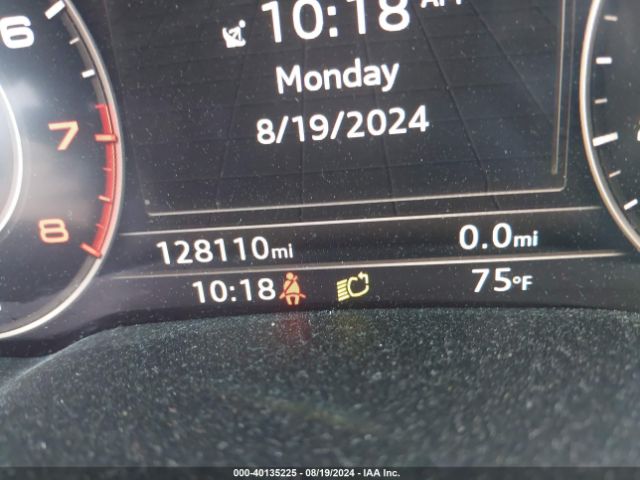 6
7
8
10:18 AM
Monday
8/19/2024
128110mi
0.0mi
10:18
75°F
000-40135225 - 08/19/2024 - IAA Inc.